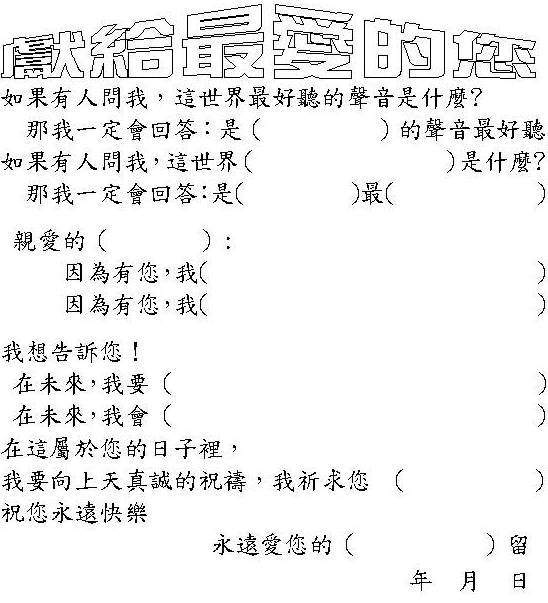 獻給最愛的您
如果有人問我，這世界最好聽的聲音是什麼?
那我一定會回答：是（　　　　　）的聲音最好聽
如果有人問我，這世界(　　　　　　　　)是什麼?
那我一定會回答：是(　　　　)最(　　　　　　)
親愛的（　　　）：
因為有您，我(　　　　　　　　　　　　　)
因為有您，我(　　　　　　　　　　　　　)
我想告訴您！
在未來，我要（　　　　　　　　　　　　　　)
在未來，我會（　　　　　　　　　　　　　　)
在這屬於您的日子裡，
我要向上天真誠的祝禱，我祈求您　（　　　　　)
祝您永遠快樂
永遠愛您的（　　　　　）留
年　月　日